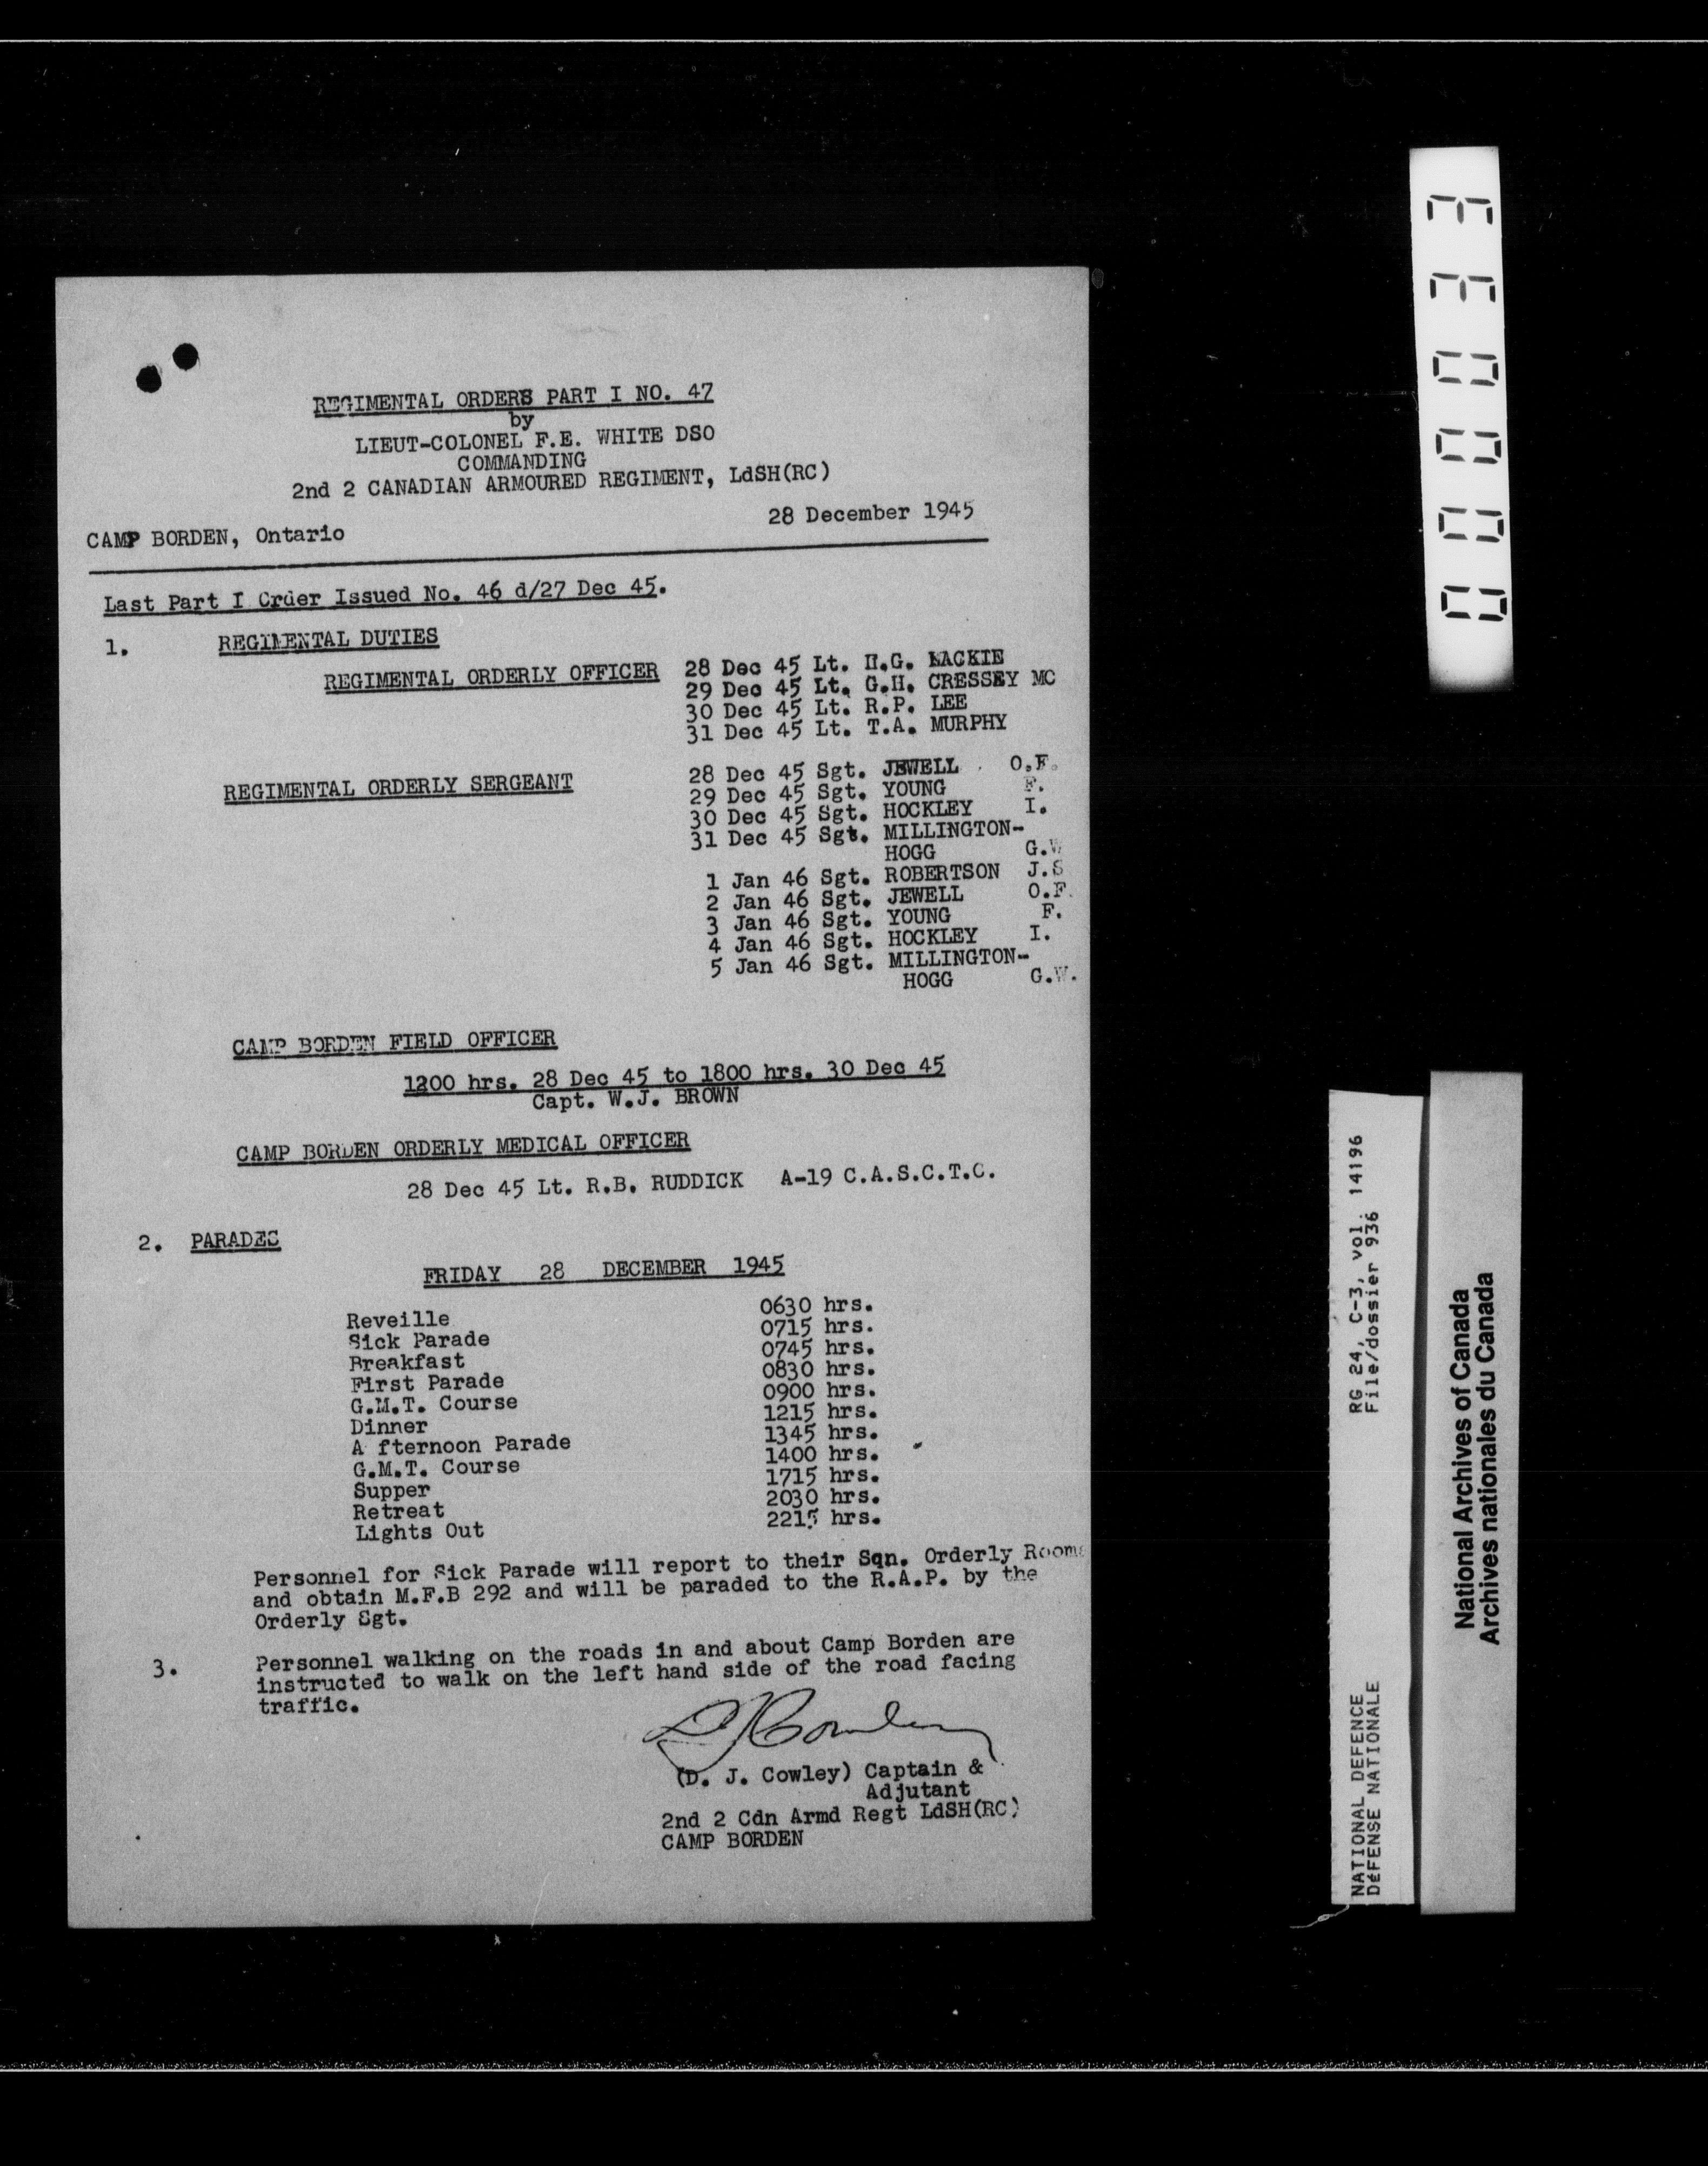 REGIMENTAL ORDERS PART I NO. 47
by
LIEUT-COLONEL F.E. WHITE DSO
COMMANDING
2nd 2 CANADIAN ARMOURED REGIMENT, LdSH(RC)
28 December 1945
CAMP BORDEN, Ontario
Last Part I Order Issued No. 46 d/27 Dec 45.
1. REGIMENTAL DUTIES
REGIMENTAL ORDERLY OFFICER 28 Dec 45 Lt. LACKIE
29 Dec 45 Lt. G.H. CRESSEY MC
30 Dec 45 Lt. R.P. LEE
31 Dec 45 Lt. T.A. MURPHY
REGIMENTAL ORDERLY SERGEANT 28 Dec 45 Sgt. JEWELL O.F.
29 Dec 45 Sgt. YOUNG F.
30 Dec 45 Sgt. HOCKLEY I.
31 Dec 45 Sgt. MILLINGTON-
HOGG G.W
1 Jan 46 Sgt. ROBERTSON J.S
2 Jan 46 Sgt. JEWELL O.F.
3 Jan 46 Sgt. YOUNG F.
4 Jan 46 Sgt. HOCKLEY I.
5 Jan 46 Sgt. MILLINGTON-
HOGG G.W.
CAMP BORDEN FIELD OFFICER
1200 hrs. 28 Dec 45 to 1800 hrs. 30 Dec 45
Capt. W.J. BROWN
CAMP BORDEN ORDERLY MEDICAL OFFICER
28 Dec 45 Lt. R.B. RUDDICK A-19 C.A.S.C.T.C.
2. PARADES
FRIDAY 28 DECEMBER 1945
Reveille 0630 hrs.
Sick Parade 0715 hrs.
Breakfast 0745 hrs.
First Parade 0830 hrs.
G.M.T. Course 0900 hrs.
Dinner 1215 hrs.
A fternoon Parade 1345 hrs.
G.M.T. Course 1400 hrs.
Supper 1715 hrs.
Retreat 2030 hrs.
Lights Out 2215 hrs.
Personnel for Sick Parade will report to their Sqn. Orderly Rooms
and obtain M.F.B 292 and will be paraded to the R.A.P. by the
Orderly Sgt.
3. Personnel walking on the roads in and about Camp Borden are
instructed to walk on the left hand side of the road facing
traffic.
(D. J. Cowley) Captain &
Adjutant
2nd 2 Cdn Armd Regt LdSH(RC)
CAMP BORDEN
000033
NATIONAL DEFENCE RG 24, C-3, vol. 14196
DéFENSE NATIONALE File/dossier 936
National Archives of Canada
Archives nationales du Canada